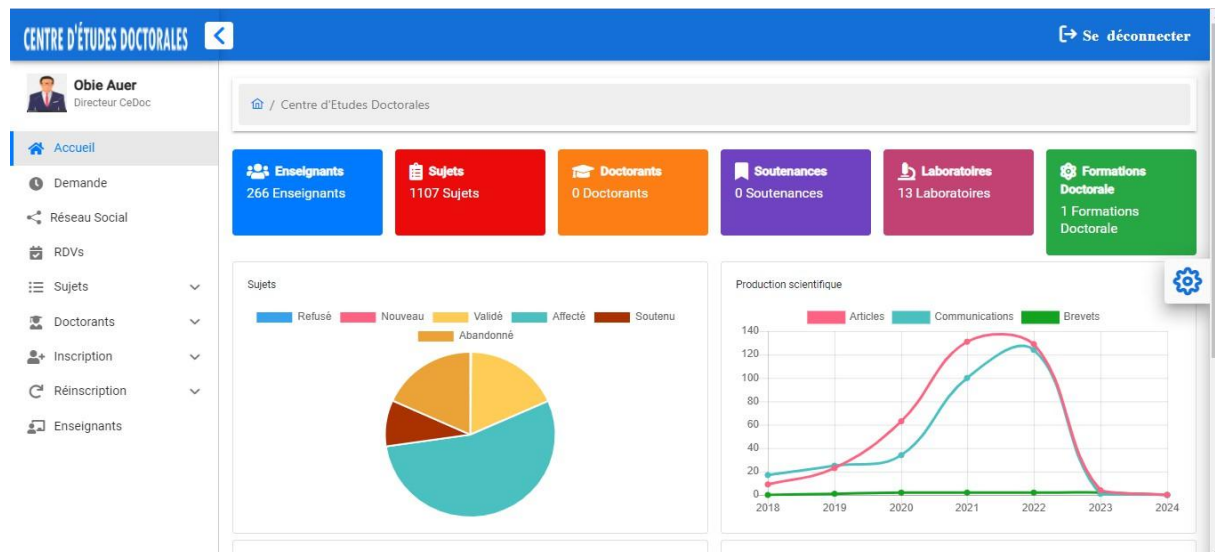 CENTRE D'ÉTUDES DOCTORALES
Se déconnecter
Obie Auer
Directeur CeDoc
Accueil
Demande
Réseau Social
RDVs
Sujets
Doctorants
Inscription
Réinscription
Enseignants
/ Centre d'Etudes Doctorales
Enseignants
266 Enseignants
Sujets
1107 Sujets
Doctorants
0 Doctorants
Soutenances
0 Soutenances
Laboratoires
13 Laboratoires
Formations
Doctorale
1 Formations
Doctorale
Sujets
Refusé Nouveau Validé Affecté Soutenu
Abandonné
Production scientifique
Articles Communications Brevets
140
120
100
80
60
40
20
0
2018 2019 2020 2021 2022 2023 2024